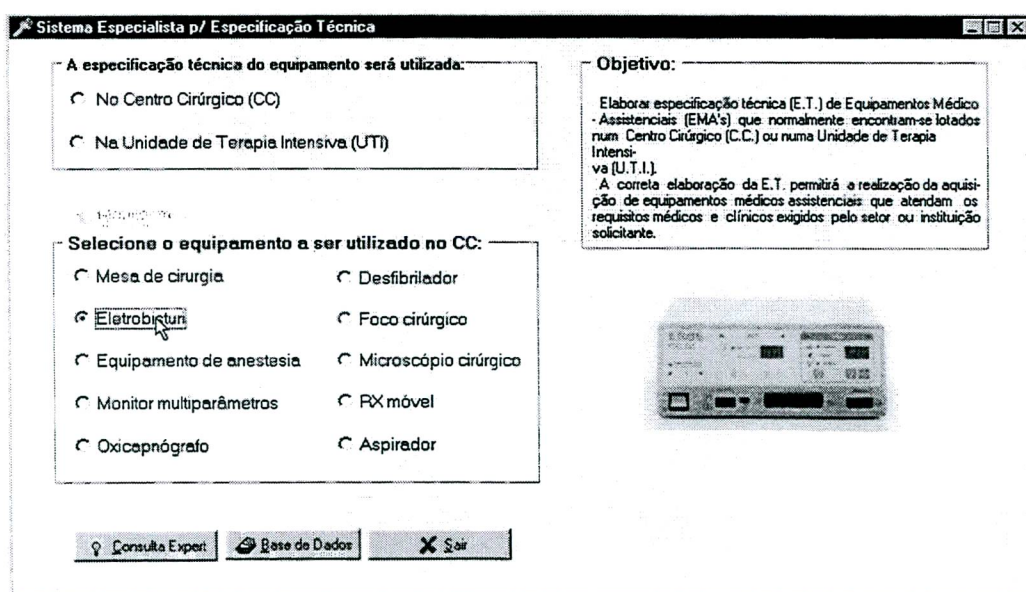 Sistema Especialista p/ Especificação Técnica
A especificação técnica do equipamento será utilizada:
No Centro Cirúrgico (CC)
Na Unidade de Terapia Intensiva (UTI)
Objetivo:
Elaborar especificação técnica (E.T.) de Equipamentos Médico
- Assistenciais (EMA's) que normalmente encontram-se lotados
num Centro Cirúrgico (C.C.) ou numa Unidade de Terapia
Intensi-
va (U.T.I.).
A correta elaboração da E.T. permitirá a realização da aquisi-
ção de equipamentos médicos assistenciais que atendam os
requisitos médicos e clínicos exigidos pelo setor ou instituição
solicitante.
Selecione o equipamento a ser utilizado no CC:
Mesa de cirurgia
Desfibrilador
Eletrobisturi
Foco cirúrgico
Equipamento de anestesia
Microscópio cirúrgico
Monitor multiparâmetros
RX móvel
Oxicapnógrafo
Aspirador
Consulta Expert
Base de Dados
Sair